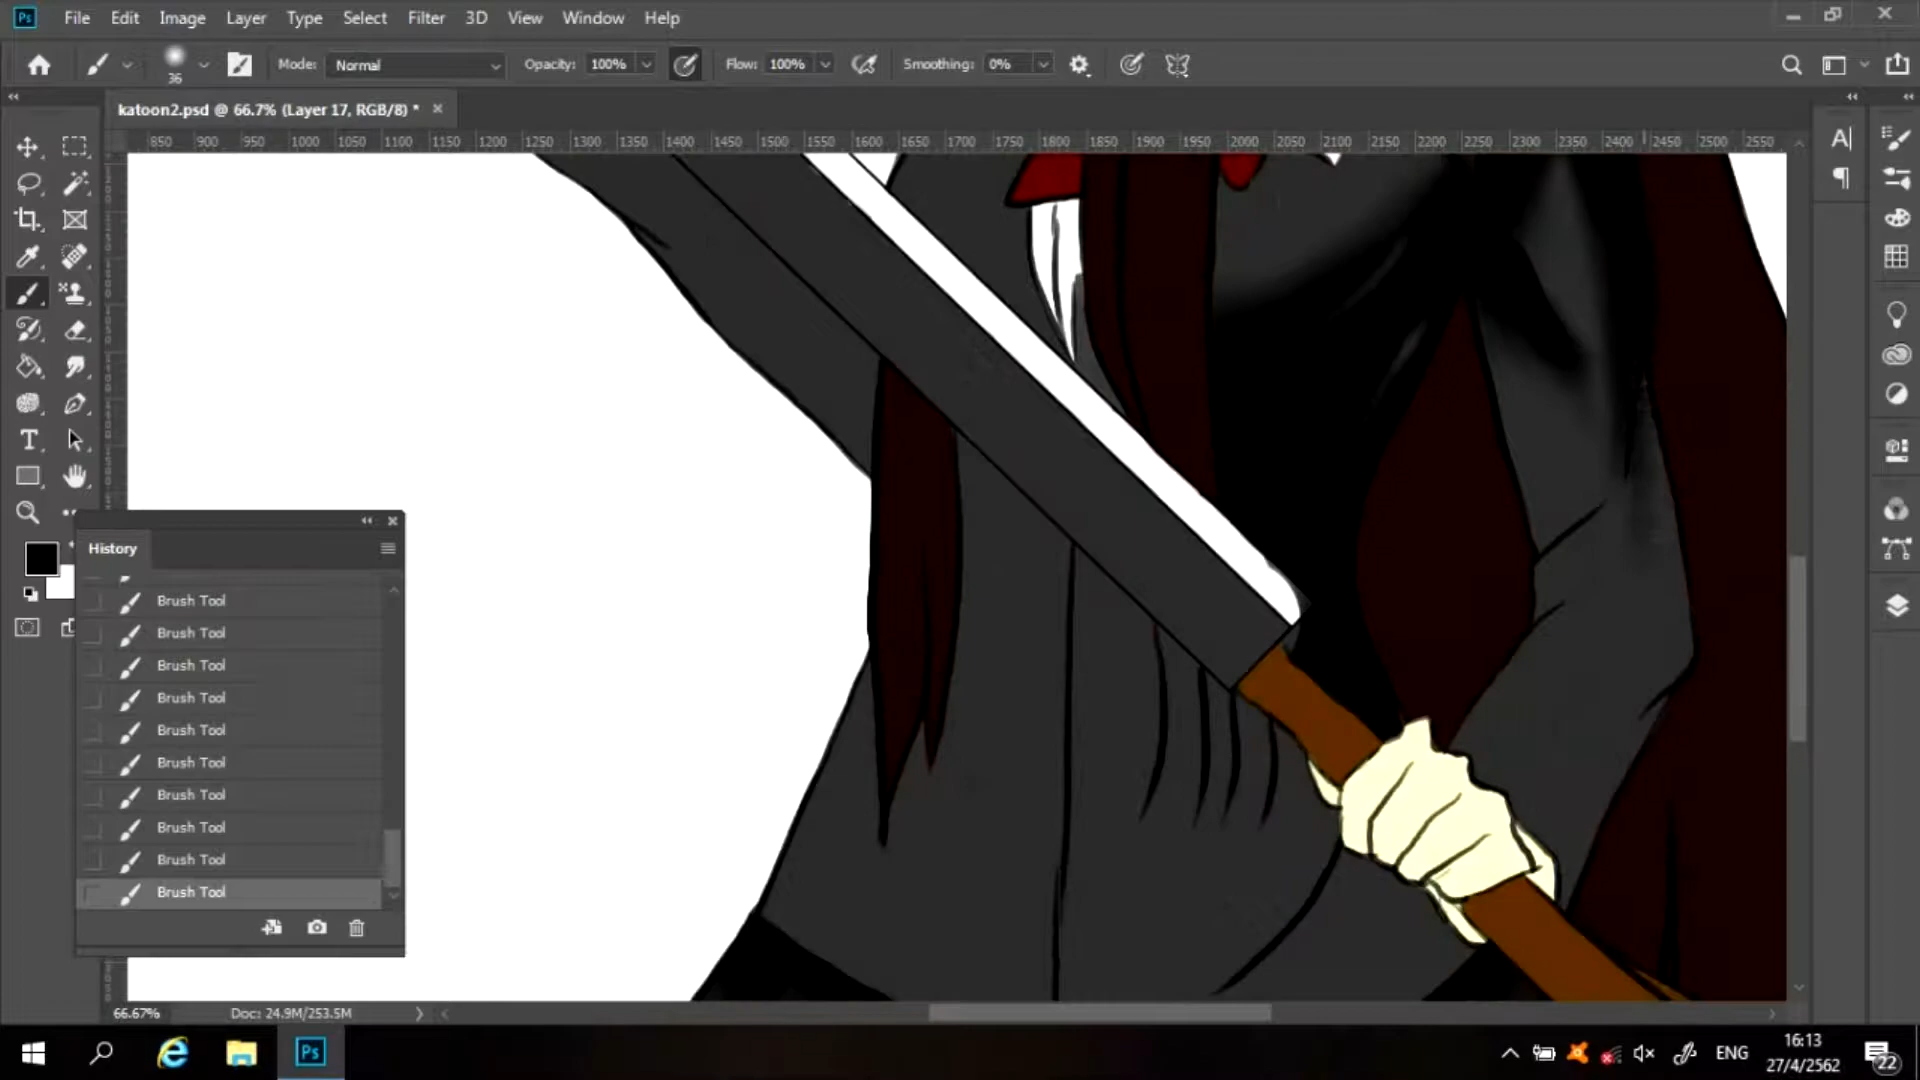 Ps File Edit Image Layer Type Select Filter 3D View Window Help
36 Mode: Normal Opacity: 100% Flow: 100% Smoothing: 0%
katoon2.psd @ 66.7% (Layer 17, RGB/8) *
850 900 950 1000 1050 1100 1150 1200 1250 1300 1350 1400 1450 1500 1550 1600 1650 1700 1750 1800 1850 1900 1950 2000 2050 2100 2150 2200 2250 2300 2350 2400 2450 2500 2550
History
Brush Tool
Brush Tool
Brush Tool
Brush Tool
Brush Tool
Brush Tool
Brush Tool
Brush Tool
Brush Tool
Brush Tool
66.67% Doc: 24.9M/253.5M
Ps ENG 16:13
27/4/2562
22